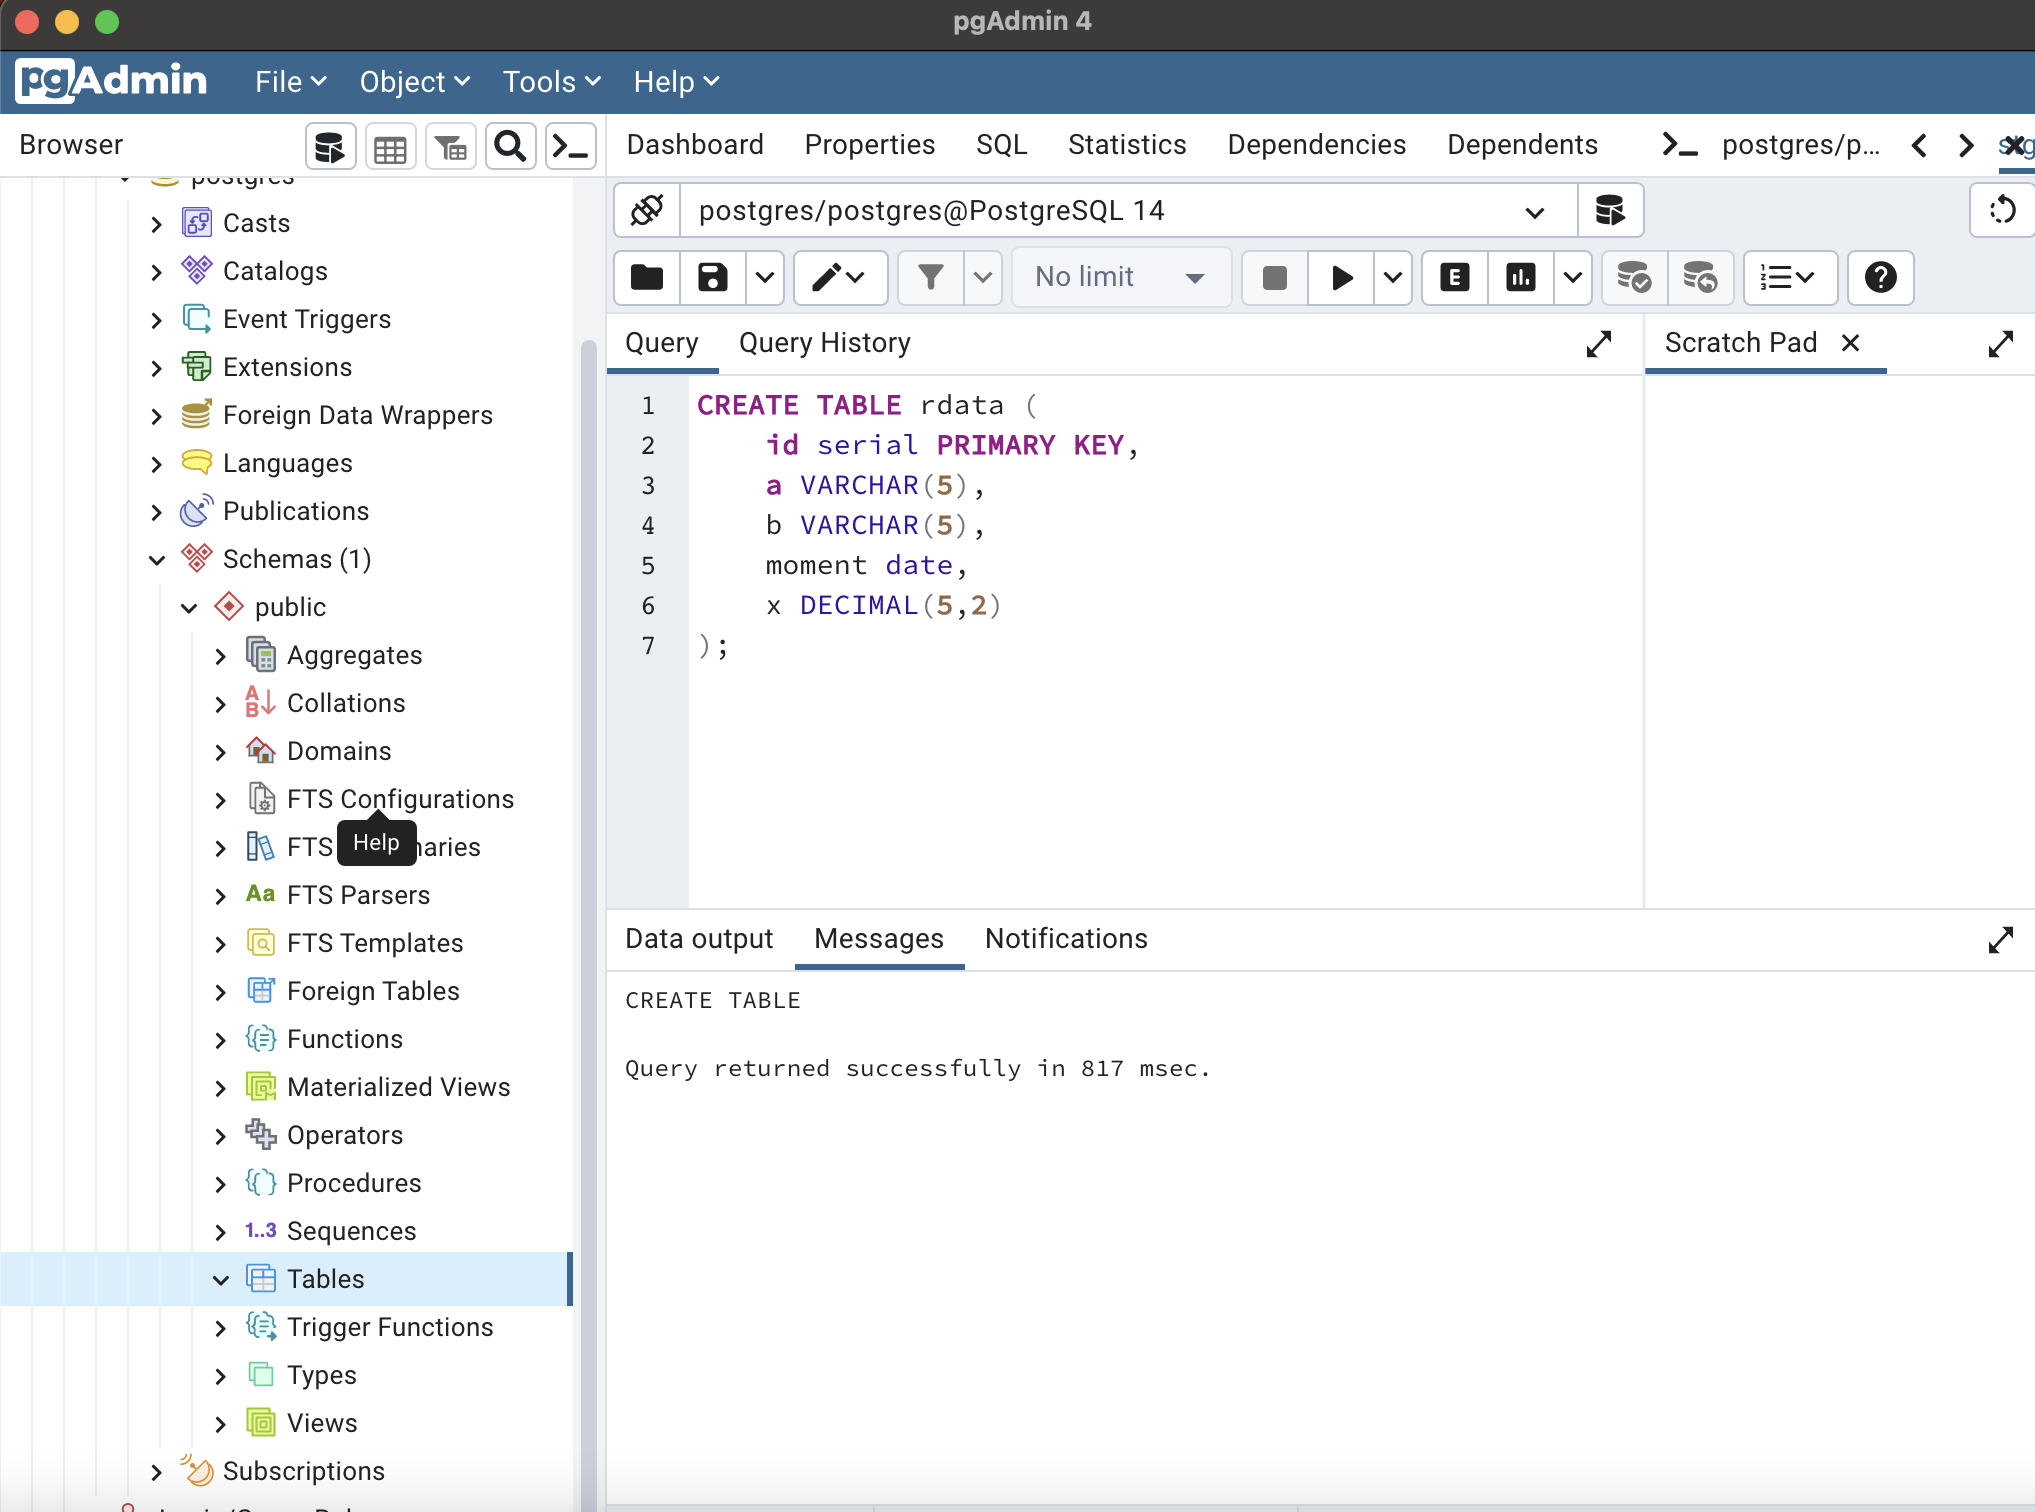 pgAdmin 4
pgAdmin File Object Tools Help
Browser
Dashboard Properties SQL Statistics Dependencies Dependents postgres/p...
postgres
Casts
Catalogs
Event Triggers
Extensions
Foreign Data Wrappers
Languages
Publications
Schemas (1)
public
Aggregates
Collations
Domains
FTS Configurations
FTS
Help
FTS Parsers
FTS Templates
Foreign Tables
Functions
Materialized Views
Operators
Procedures
1..3 Sequences
Tables
Trigger Functions
Types
Views
Subscriptions
postgres/postgres@PostgreSQL 14
No limit
Query Query History
Scratch Pad
1 CREATE TABLE rdata (
2 id serial PRIMARY KEY,
3 a VARCHAR(5),
4 b VARCHAR(5),
5 moment date,
6 x DECIMAL(5,2)
7 );
Data output Messages Notifications
CREATE TABLE
Query returned successfully in 817 msec.